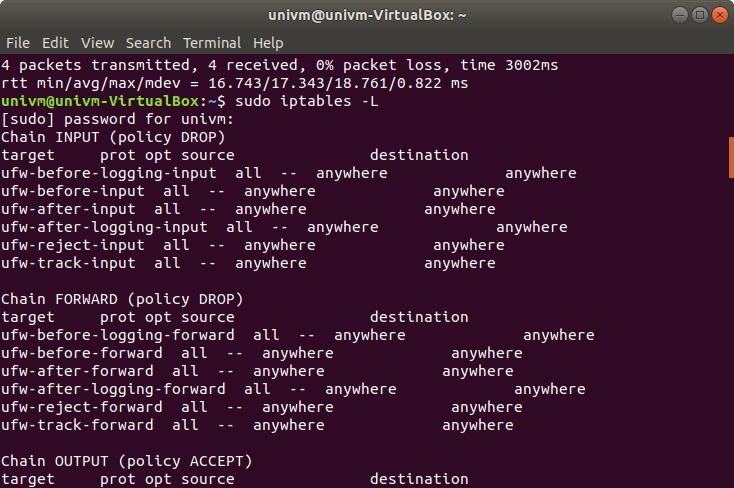 univm@univm-VirtualBox: ~
File Edit View Search Terminal Help
4 packets transmitted, 4 received, 0% packet loss, time 3002ms
rtt min/avg/max/mdev = 16.743/17.343/18.761/0.822 ms
univm@univm-VirtualBox:~$ sudo iptables -L
[sudo] password for univm:
Chain INPUT (policy DROP)
target     prot opt source               destination
ufw-before-logging-input  all  --  anywhere             anywhere
ufw-before-input  all  --  anywhere             anywhere
ufw-after-input  all  --  anywhere             anywhere
ufw-after-logging-input  all  --  anywhere             anywhere
ufw-reject-input  all  --  anywhere             anywhere
ufw-track-input  all  --  anywhere             anywhere
Chain FORWARD (policy DROP)
target     prot opt source               destination
ufw-before-logging-forward  all  --  anywhere             anywhere
ufw-before-forward  all  --  anywhere             anywhere
ufw-after-forward  all  --  anywhere             anywhere
ufw-after-logging-forward  all  --  anywhere             anywhere
ufw-reject-forward  all  --  anywhere             anywhere
ufw-track-forward  all  --  anywhere             anywhere
Chain OUTPUT (policy ACCEPT)
target     prot opt source               destination